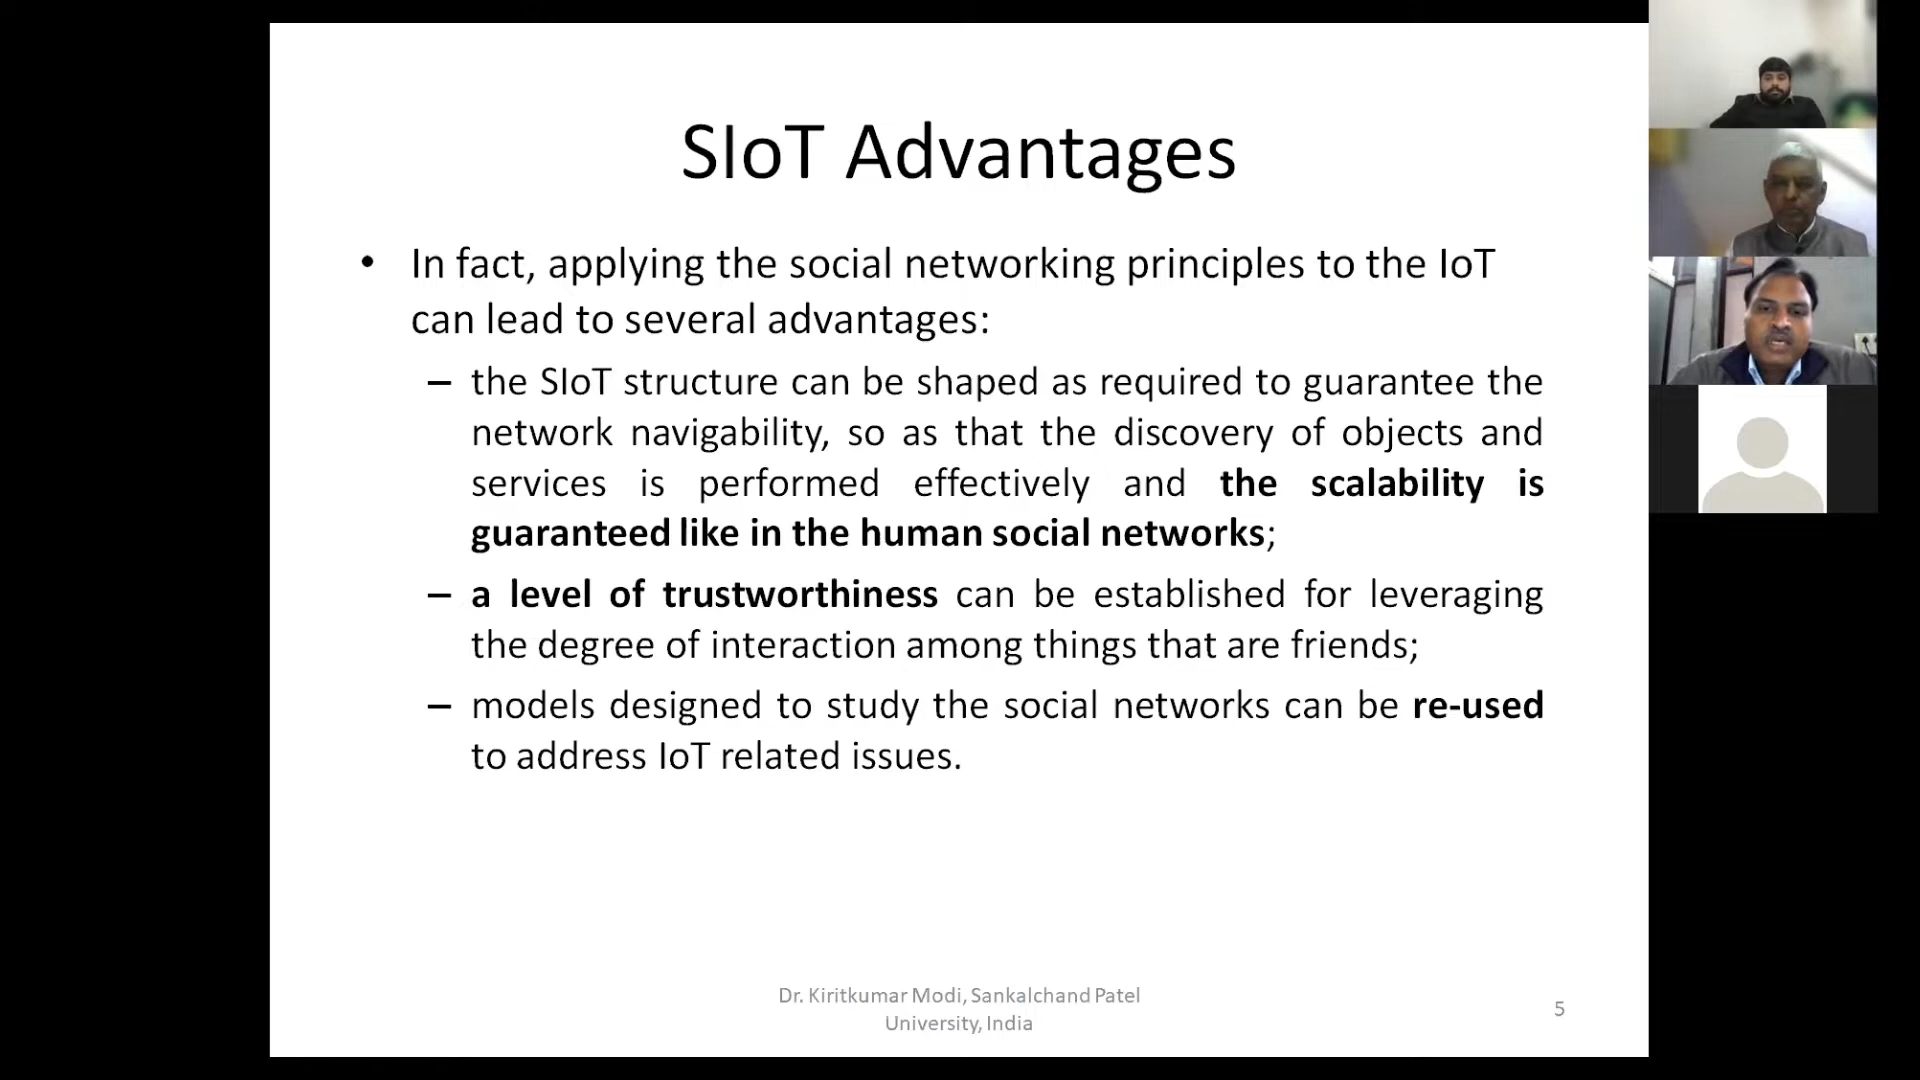 SIoT Advantages
• In fact, applying the social networking principles to the IoT
can lead to several advantages:
– the SIoT structure can be shaped as required to guarantee the
network navigability, so as that the discovery of objects and
services is performed effectively and the scalability is
guaranteed like in the human social networks;
– a level of trustworthiness can be established for leveraging
the degree of interaction among things that are friends;
– models designed to study the social networks can be re-used
to address IoT related issues.
Dr. Kiritkumar Modi, Sankalchand Patel
University, India
5